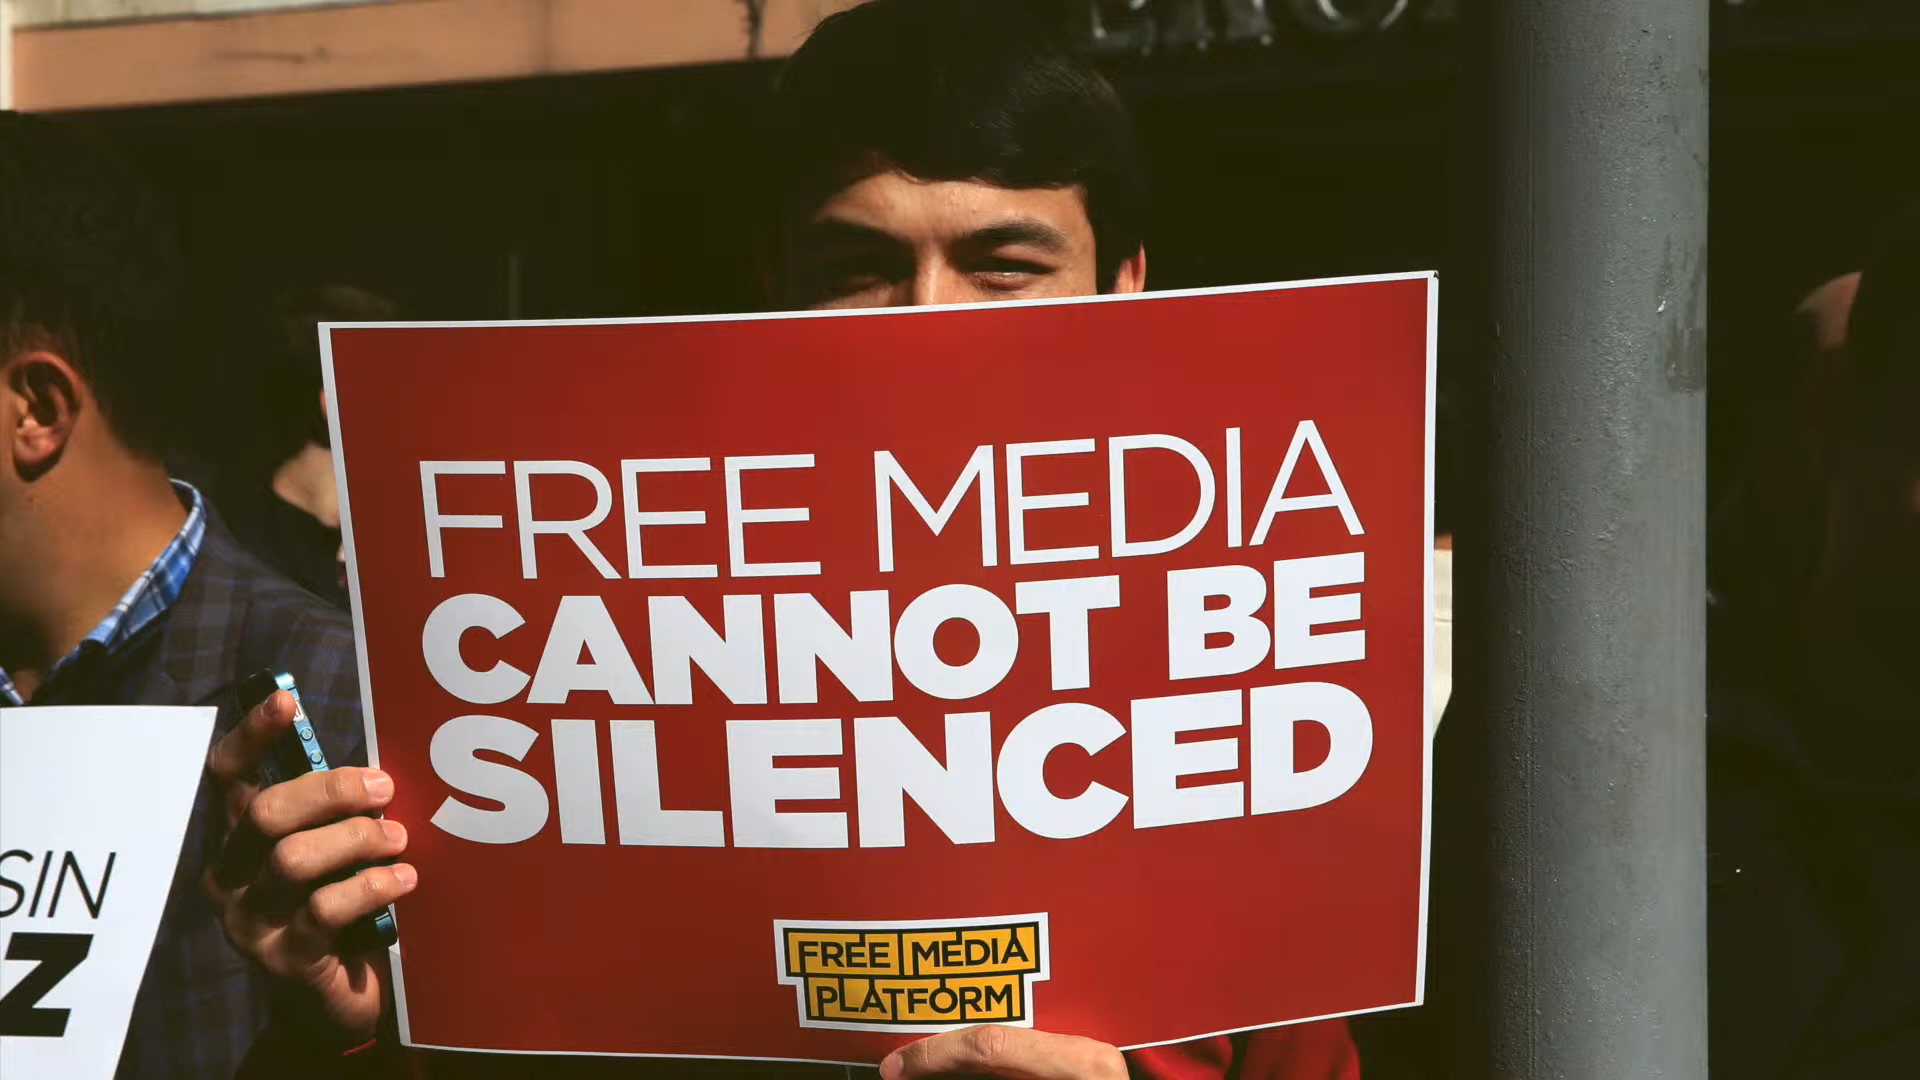 FREE MEDIA
CANNOT BE
SILENCED
FREE MEDIA
PLATFORM
SIN
Z